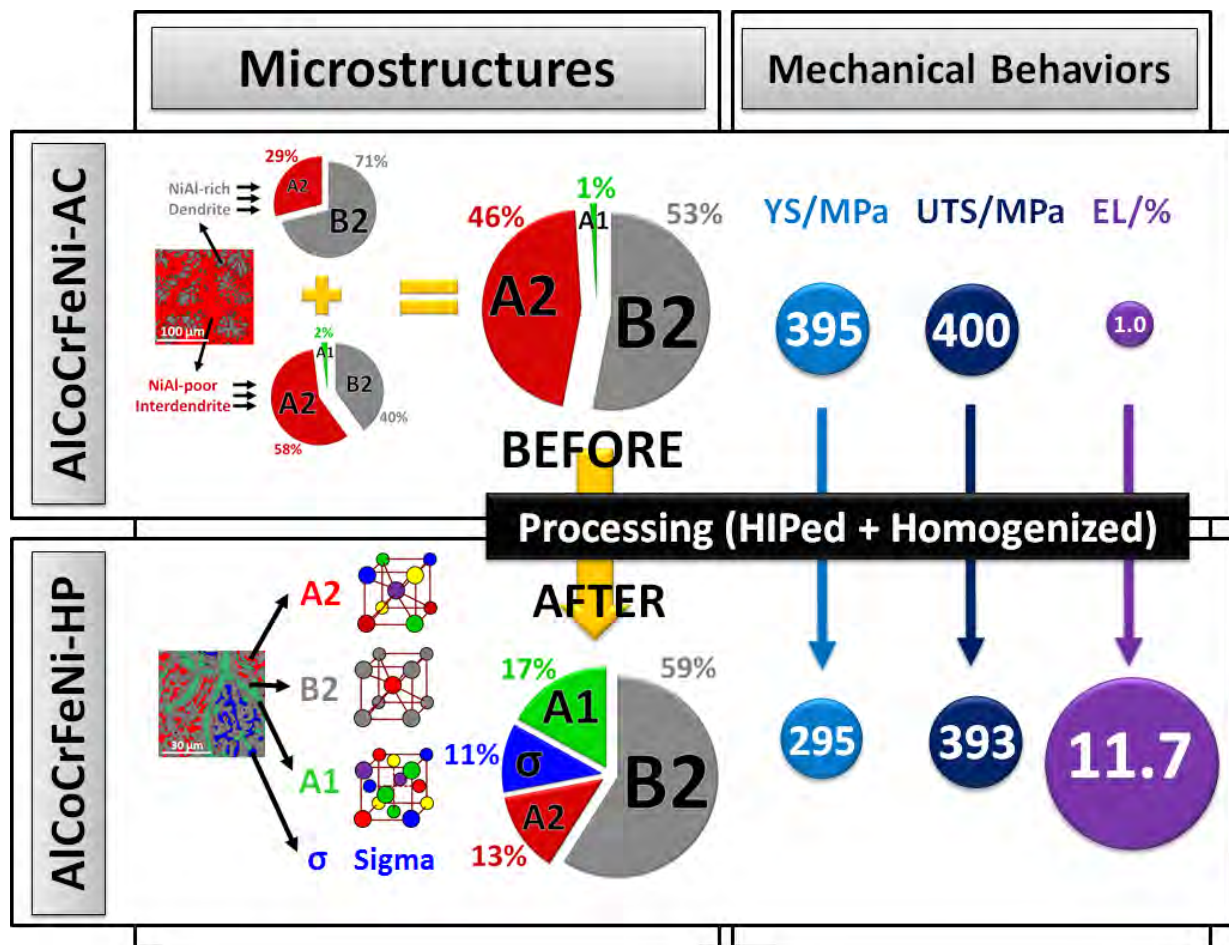 Microstructures
Mechanical Behaviors
AlCoCrFeNi-AC
NiAl-rich
Dendrite
29%
71%
A2
B2
100 µm
2%
A1
B2
A2
40%
58%
NiAl-poor
Interdendrite
46%
1%
A1
53%
A2
B2
YS/MPa
UTS/MPa
EL/%
395
400
1.0
BEFORE
Processing (HIPed + Homogenized)
AFTER
AlCoCrFeNi-HP
30 µm
A2
B2
A1
σ Sigma
17%
59%
A1
11%
σ
B2
A2
13%
295
393
11.7